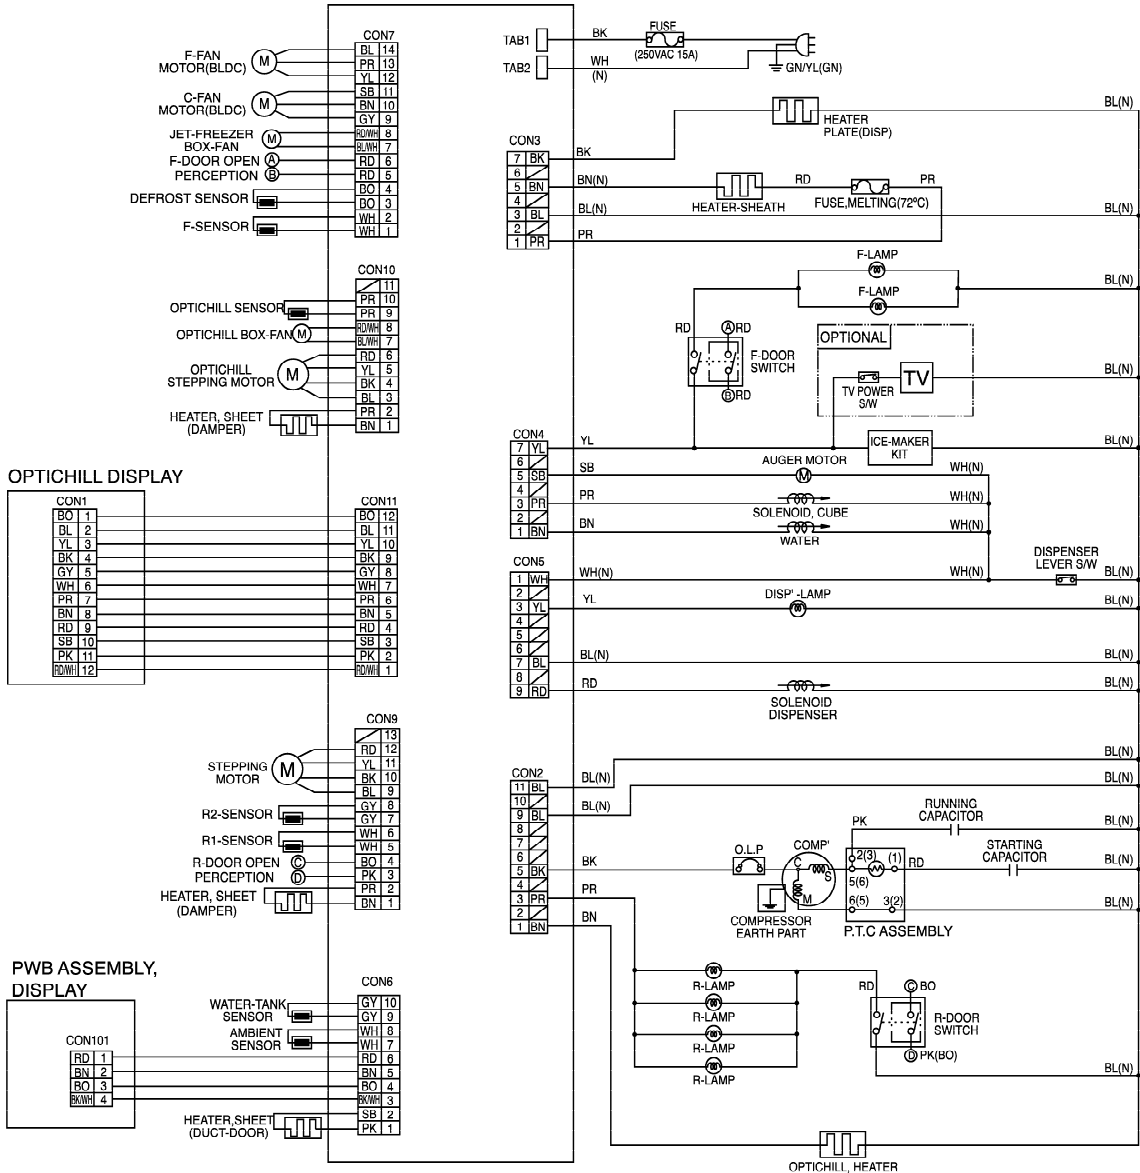 CON7
F-FAN
MOTOR(BLDC)
M
BL 14
PR 13
YL 12
C-FAN
MOTOR(BLDC)
M
SB 11
BN 10
GY 9
JET-FREEZER
BOX-FAN
M
RD/WH 8
BL/WH 7
F-DOOR OPEN A RD 6
PERCEPTION B RD 5
DEFROST SENSOR
BO 4
BO 3
F-SENSOR
WH 2
WH 1
CON10
11
OPTICHILL SENSOR
PR 10
PR 9
OPTICHILL BOX-FAN M
RD/WH 8
BL/WH 7
OPTICHILL
STEPPING MOTOR
M
RD 6
YL 5
BK 4
BL 3
HEATER, SHEET
(DAMPER)
PR 2
BN 1
OPTICHILL DISPLAY
CON1
BO 1
BL 2
YL 3
BK 4
GY 5
WH 6
PR 7
BN 8
RD 9
SB 10
PK 11
RD/WH 12
CON11
BO 12
BL 11
YL 10
BK 9
GY 8
WH 7
PR 6
BN 5
RD 4
SB 3
PK 2
RD/WH 1
CON9
13
STEPPING
MOTOR
M
RD 12
YL 11
BK 10
BL 9
R2-SENSOR
GY 8
GY 7
R1-SENSOR
WH 6
WH 5
R-DOOR OPEN C BO 4
PERCEPTION D PK 3
HEATER, SHEET
(DAMPER)
PR 2
BN 1
PWB ASSEMBLY,
DISPLAY
CON101
RD 1
BN 2
BO 3
BK/WH 4
CON6
WATER-TANK
SENSOR
GY 10
GY 9
AMBIENT
SENSOR
WH 8
WH 7
RD 6
BN 5
BO 4
BK/WH 3
HEATER,SHEET
(DUCT-DOOR)
SB 2
PK 1
TAB1
BK
FUSE
(250VAC 15A)
TAB2
WH
(N)
GN/YL(GN)
CON3
7 BK
6
5 BN
4
3 BL
2
1 PR
BK
HEATER
PLATE(DISP)
BL(N)
BN(N)
HEATER-SHEATH
RD
FUSE,MELTING(72ºC)
PR
BL(N)
BL(N)
PR
F-LAMP
F-LAMP
BL(N)
RD
A RD
F-DOOR
SWITCH
B RD
OPTIONAL
TV POWER
S/W
TV
BL(N)
CON4
7 YL
6
5 SB
4
3 PR
2
1 BN
YL
ICE-MAKER
KIT
BL(N)
SB
AUGER MOTOR
M
WH(N)
PR
SOLENOID, CUBE
WH(N)
BN
WATER
WH(N)
CON5
1 WH
2
3 YL
4
5
6
7 BL
8
9 RD
WH(N)
WH(N)
DISPENSER
LEVER S/W
BL(N)
YL
DISP'-LAMP
BL(N)
BL(N)
BL(N)
RD
SOLENOID
DISPENSER
BL(N)
CON2
11 BL
10
9 BL
8
7
6
5 BK
4
3 PR
2
1 BN
BL(N)
BL(N)
BL(N)
BL(N)
BK
O.L.P
COMP'
C
S
M
COMPRESSOR
EARTH PART
PK
RUNNING
CAPACITOR
BL(N)
2(3)
(1)
5(6)
6(5)
3(2)
P.T.C ASSEMBLY
RD
STARTING
CAPACITOR
BL(N)
BL(N)
PR
BN
R-LAMP
R-LAMP
R-LAMP
R-LAMP
RD
C BO
R-DOOR
SWITCH
D PK(BO)
BL(N)
OPTICHILL, HEATER